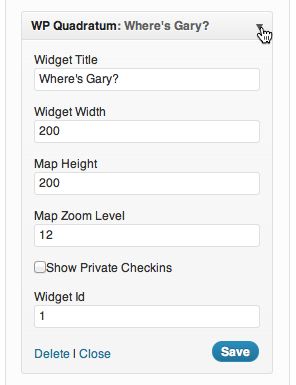 WP Quadratum: Where's Gary?
Widget Title
Where's Gary?
Widget Width
200
Map Height
200
Map Zoom Level
12
Show Private Checkins
Widget Id
1
Delete | Close
Save